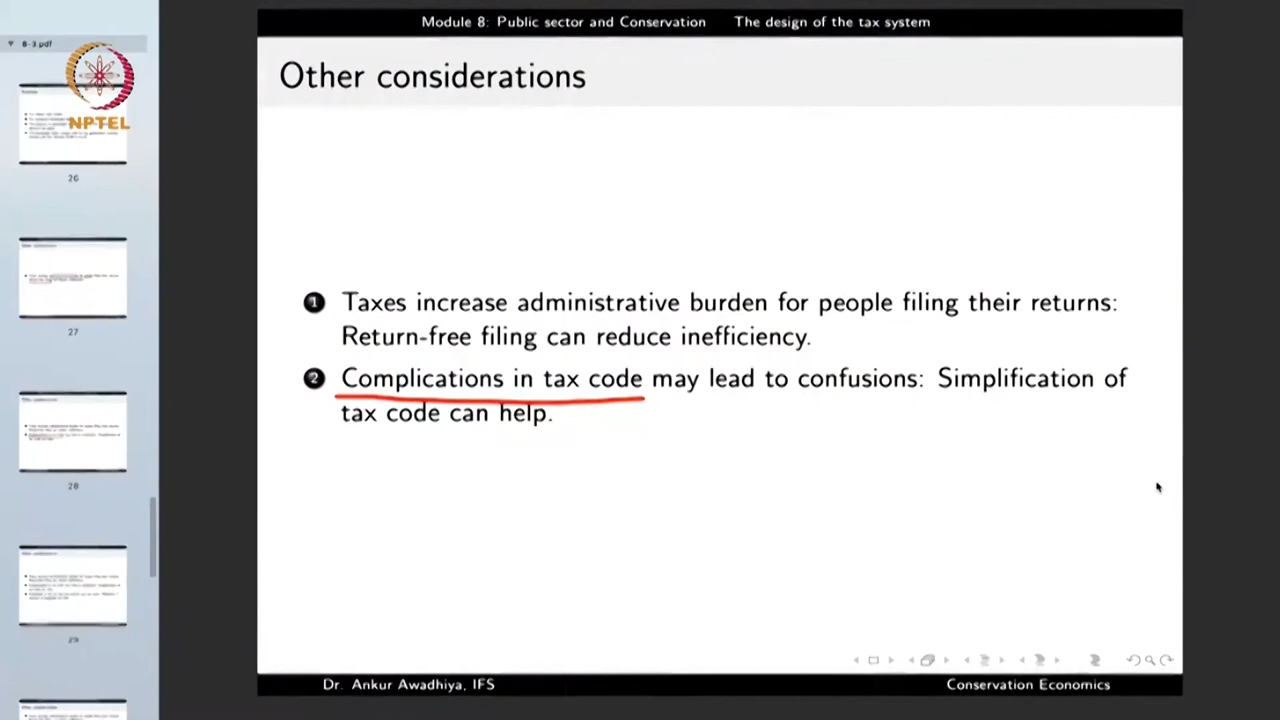 Module 8: Public sector and Conservation The design of the tax system
8-3.pdf
NPTEL
Other considerations
26
27
28
29
1 Taxes increase administrative burden for people filing their returns:
Return-free filing can reduce inefficiency.
2 Complications in tax code may lead to confusions: Simplification of
tax code can help.
Dr. Ankur Awadhiya, IFS Conservation Economics